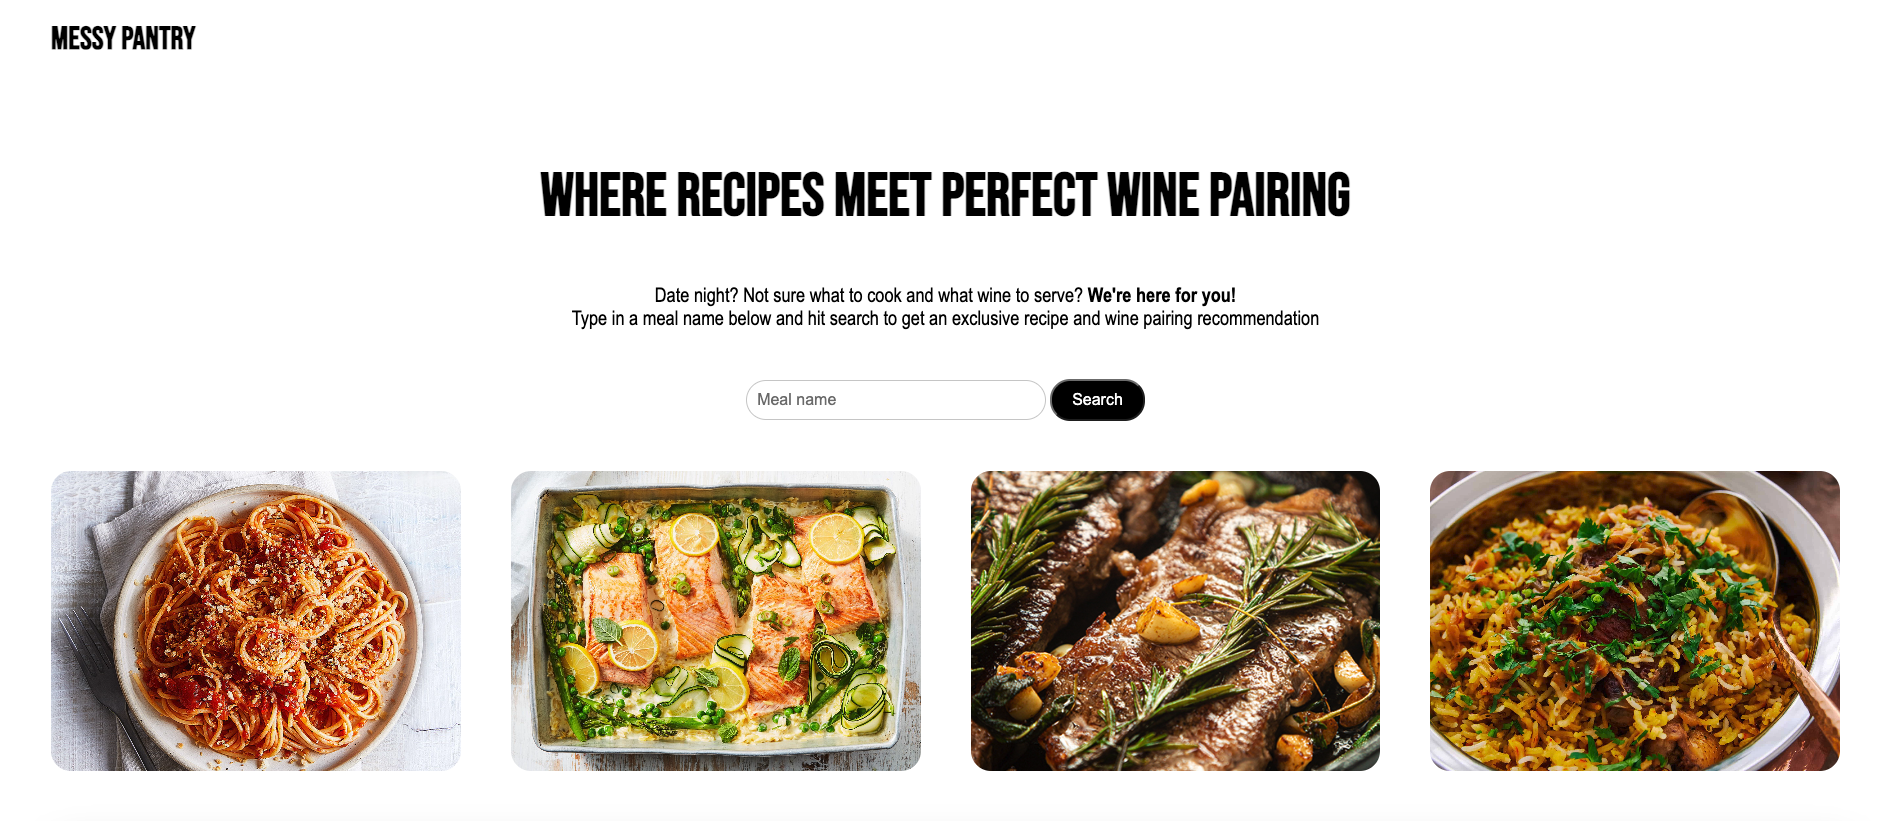 MESSY PANTRY
WHERE RECIPES MEET PERFECT WINE PAIRING
Date night? Not sure what to cook and what wine to serve? We're here for you!
Type in a meal name below and hit search to get an exclusive recipe and wine pairing recommendation
Meal name
Search